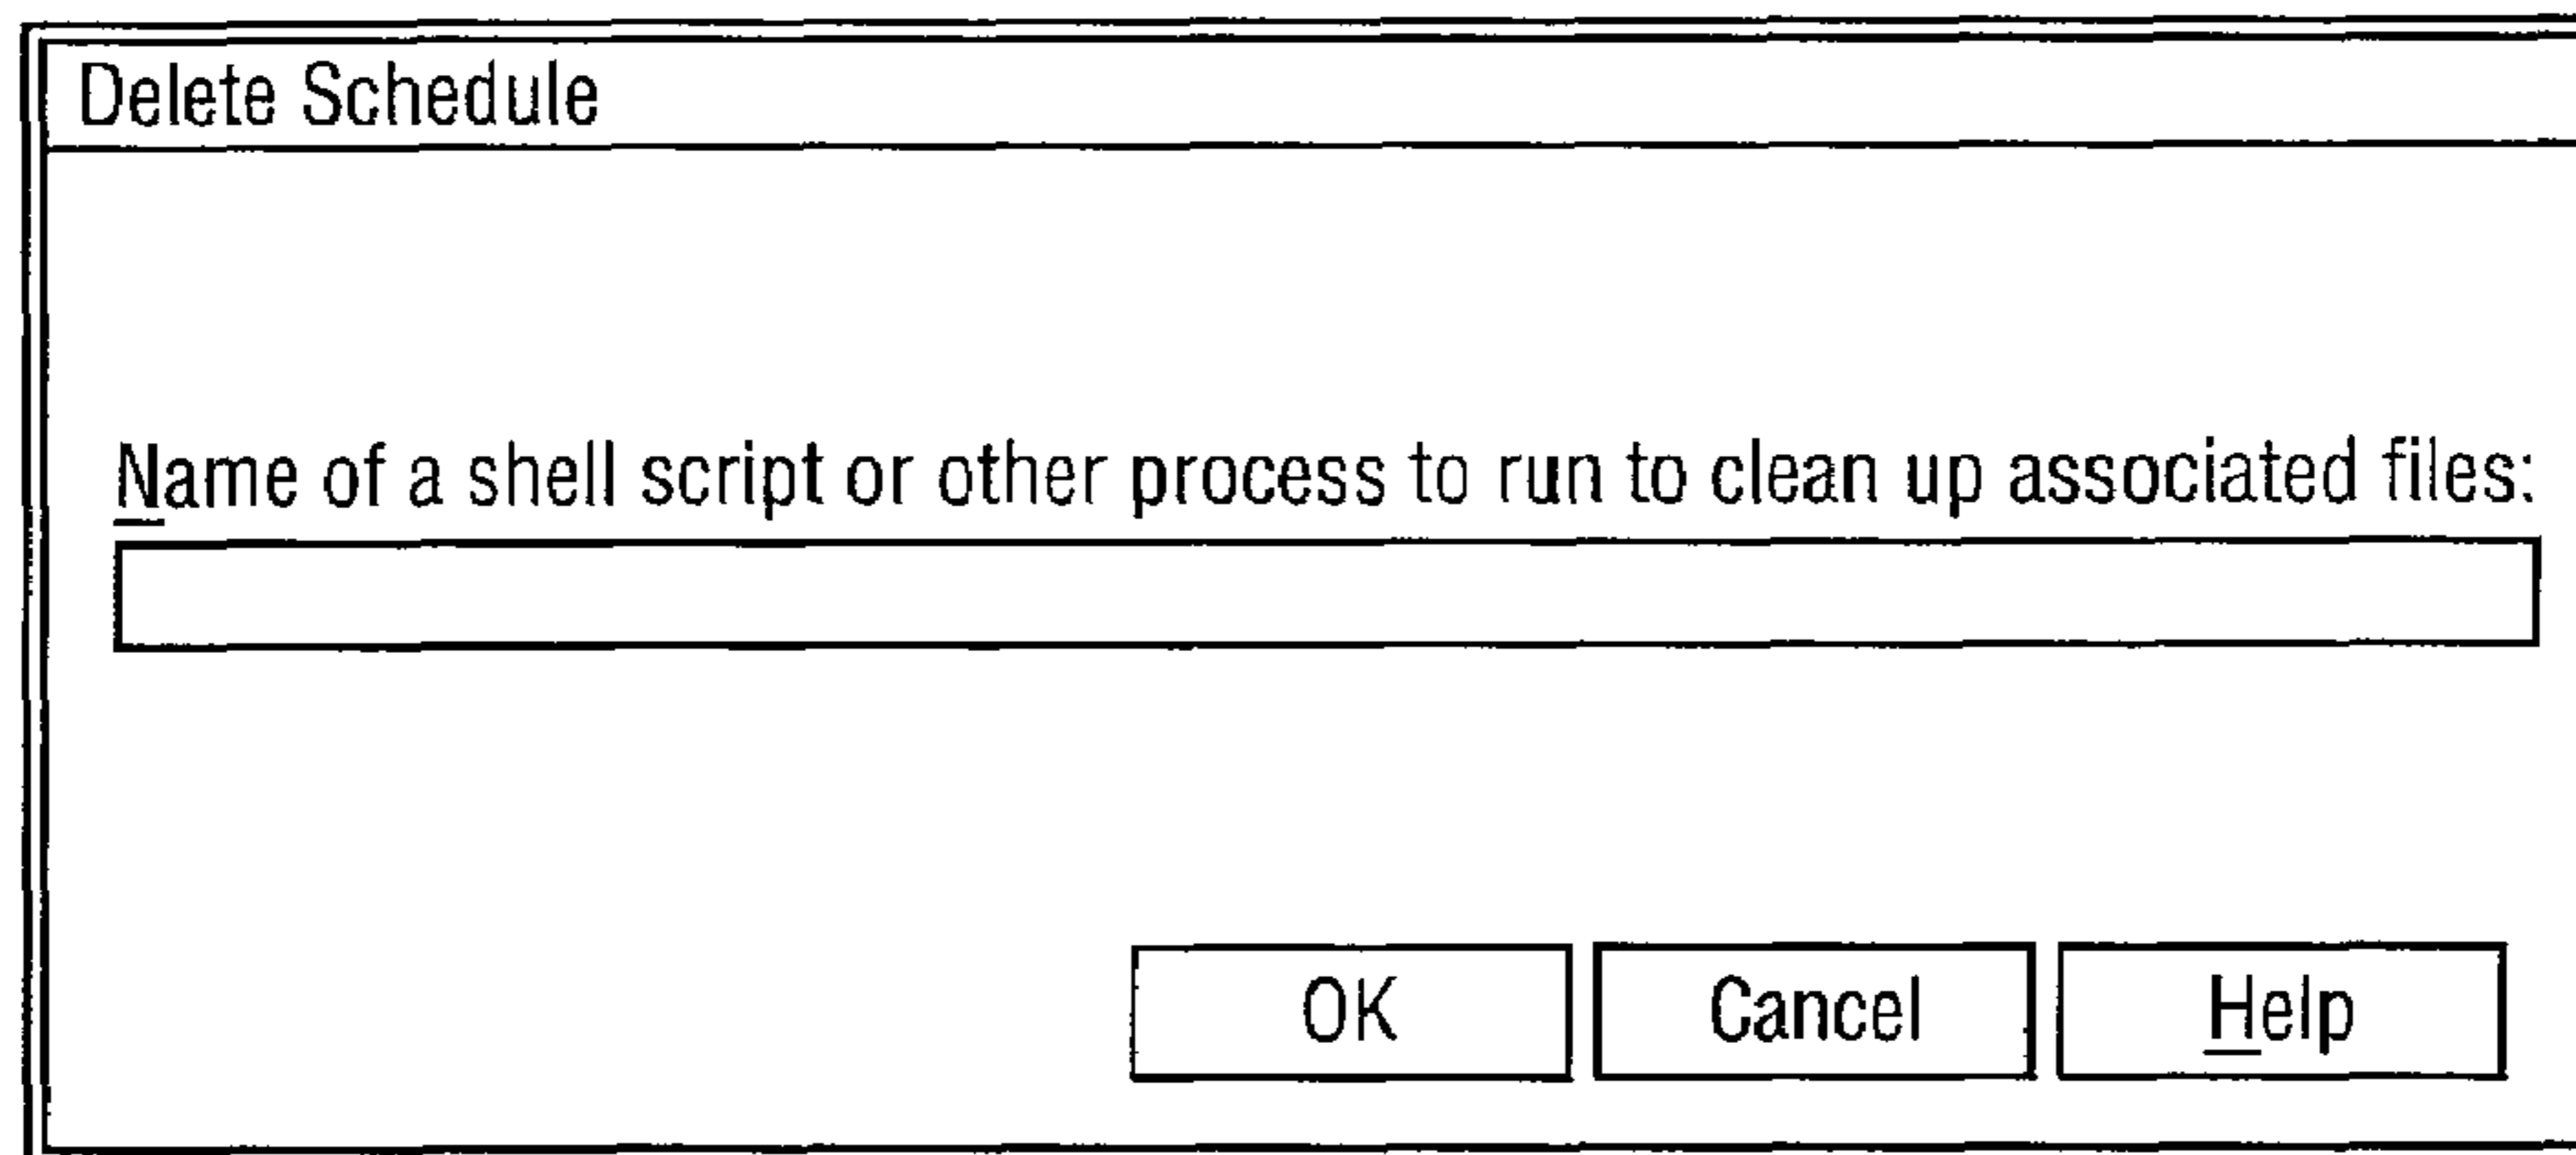 Delete Schedule
Name of a shell script or other process to run to clean up associated files:
OK Cancel Help